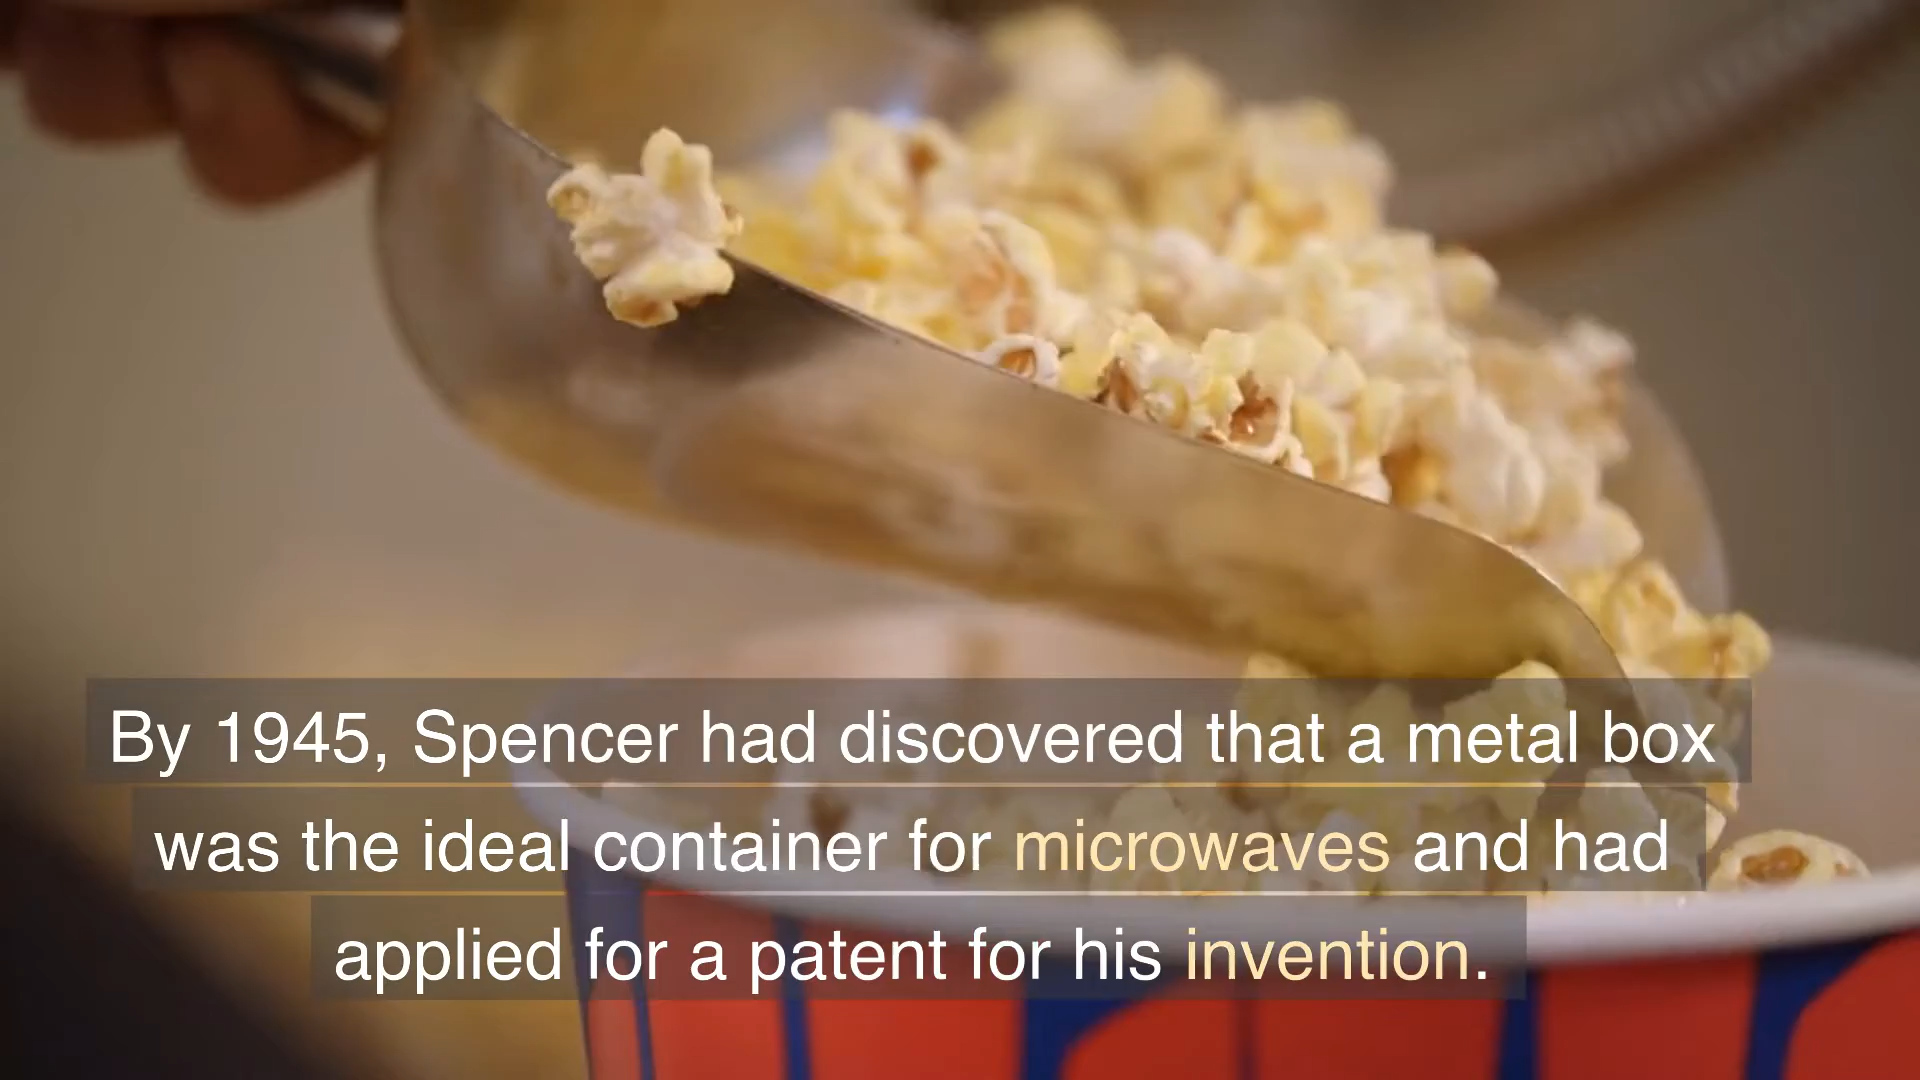 By 1945, Spencer had discovered that a metal box
was the ideal container for microwaves and had
applied for a patent for his invention.